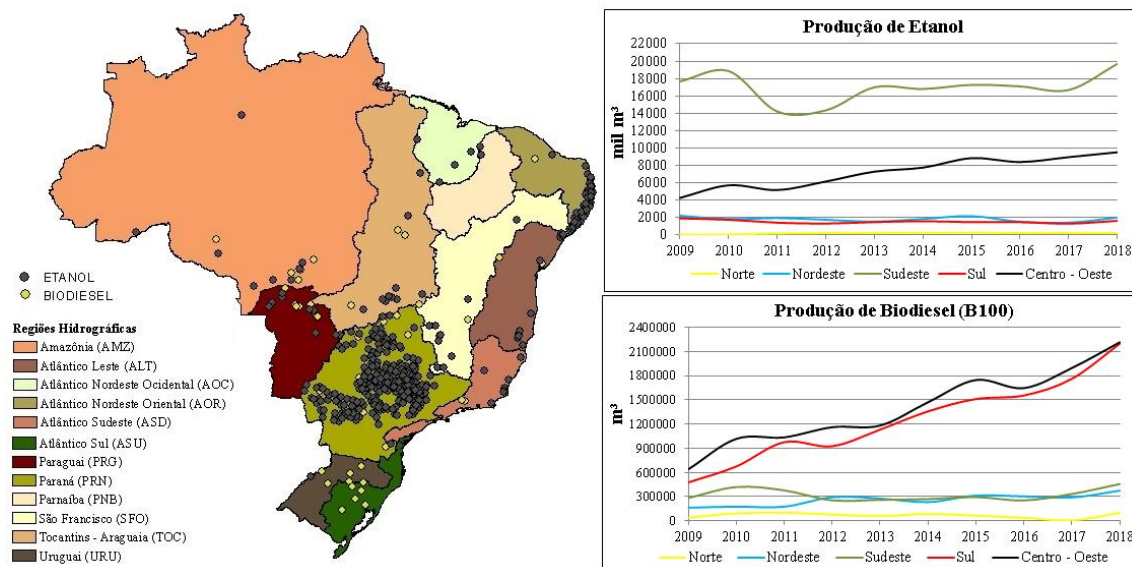 ETANOL
BIODIESEL
Regiões Hidrográficas
Amazônia (AMZ)
Atlântico Leste (ALT)
Atlântico Nordeste Ocidental (AOC)
Atlântico Nordeste Oriental (AOR)
Atlântico Sudeste (ASD)
Atlântico Sul (ASU)
Paraguai (PRG)
Paraná (PRN)
Parnaíba (PNB)
São Francisco (SFO)
Tocantins - Araguaia (TOC)
Uruguai (URU)
Produção de Etanol
mil m³
22000
20000
18000
16000
14000
12000
10000
8000
6000
4000
2000
0
2009 2010 2011 2012 2013 2014 2015 2016 2017 2018
Norte Nordeste Sudeste Sul Centro - Oeste
Produção de Biodiesel (B100)
m³
2400000
2100000
1800000
1500000
1200000
900000
600000
300000
0
2009 2010 2011 2012 2013 2014 2015 2016 2017 2018
Norte Nordeste Sudeste Sul Centro - Oeste